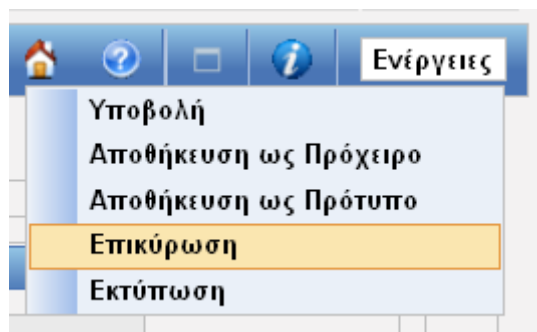 Ενέργειες
Υποβολή
Αποθήκευση ως Πρόχειρο
Αποθήκευση ως Πρότυπο
Επικύρωση
Εκτύπωση